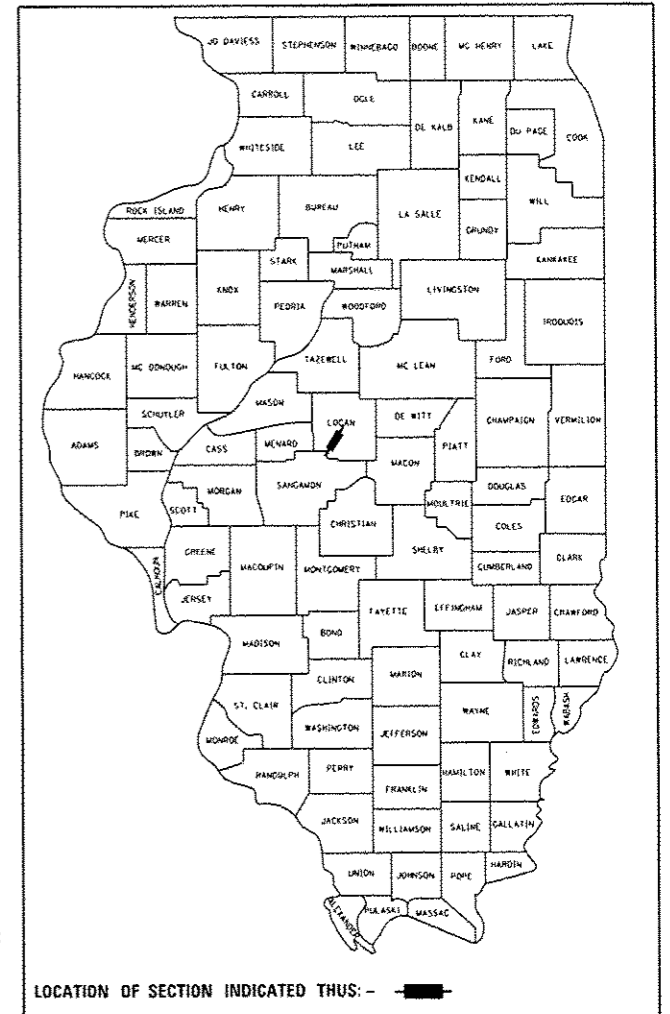 JO DAVIESS STEPHENSON WINNEBAGO BOONE MC HENRY LAKE
CARROLL OGLE DE KALB KANE DU PAGE COOK
WHITESIDE LEE
KENDALL WILL
ROCK ISLAND HENRY BUREAU LA SALLE GRUNDY
MERCER PUTNAM KANKAKEE
STARK MARSHALL
HENDERSON WARREN KNOX PEORIA WOODFORD LIVINGSTON IROQUOIS
HANCOCK MC DONOUGH FULTON TAZEWELL MC LEAN FORD
MASON
SCHUYLER LOGAN DE WITT CHAMPAIGN VERMILION
ADAMS BROWN CASS MENARD MACON PIATT
MORGAN SANGAMON DOUGLAS EDGAR
PIKE SCOTT CHRISTIAN MOULTRIE COLES
GREENE SHELBY
CALHOUN MACOUPIN MONTGOMERY CUMBERLAND CLARK
JERSEY FAYETTE EFFINGHAM JASPER CRAWFORD
MADISON BOND
CLAY RICHLAND LAWRENCE
CLINTON MARION
ST. CLAIR WAYNE EDWARDS WABASH
WASHINGTON JEFFERSON
MONROE
RANDOLPH PERRY HAMILTON WHITE
FRANKLIN
JACKSON WILLIAMSON SALINE GALLATIN
UNION JOHNSON POPE HARDIN
ALEXANDER PULASKI MASSAC
LOCATION OF SECTION INDICATED THUS: -